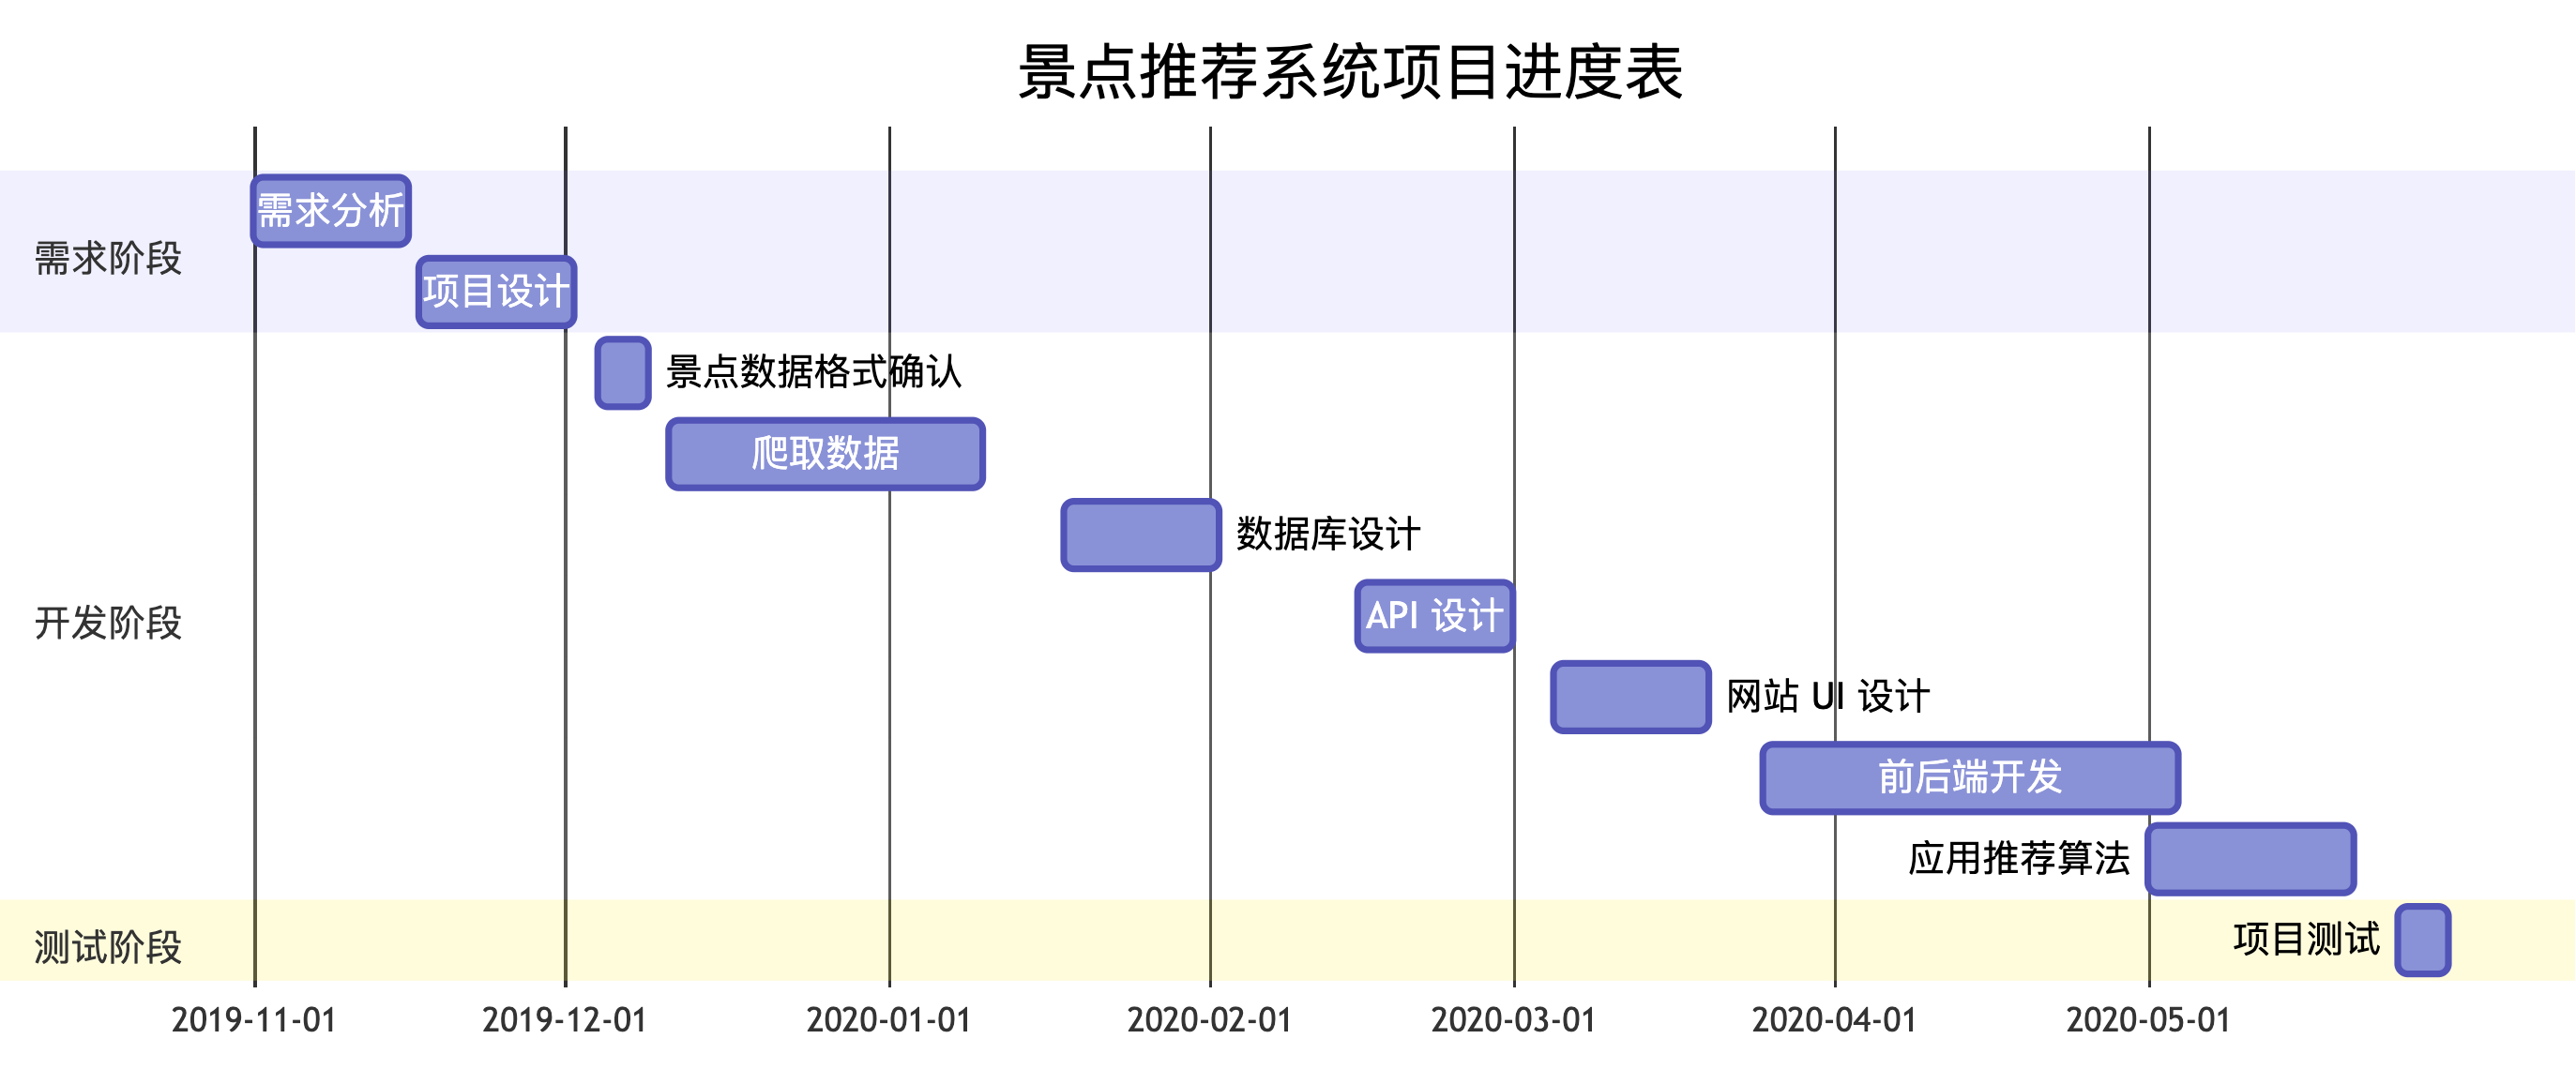 景点推荐系统项目进度表
需求阶段
需求分析
项目设计
开发阶段
景点数据格式确认
爬取数据
数据库设计
API 设计
网站 UI 设计
前后端开发
应用推荐算法
测试阶段
项目测试
2019-11-01
2019-12-01
2020-01-01
2020-02-01
2020-03-01
2020-04-01
2020-05-01